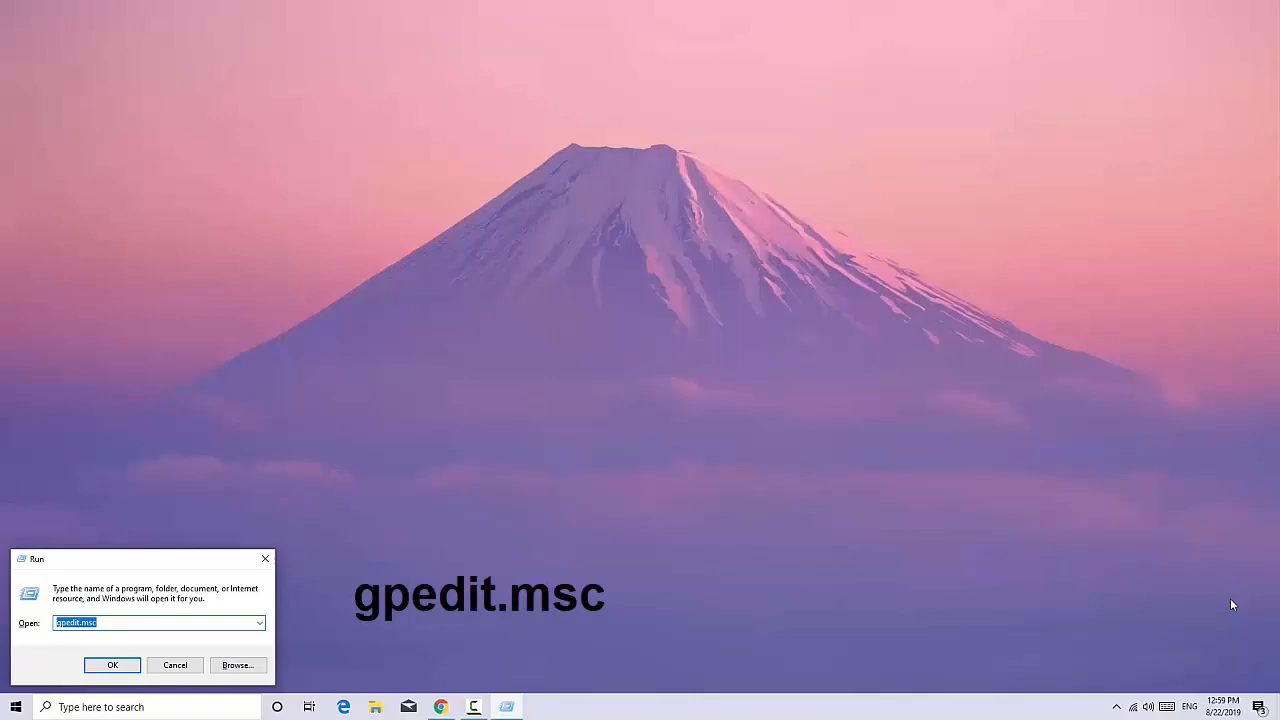 Run
Type the name of a program, folder, document, or Internet
resource, and Windows will open it for you.
Open: gpedit.msc
OK Cancel Browse...
gpedit.msc
Type here to search
ENG
12:59 PM
8/22/2019
3